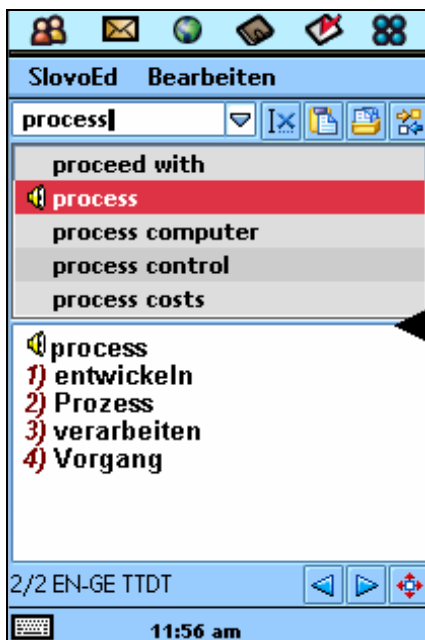 SlovoEd Bearbeiten
process
proceed with
process
process computer
process control
process costs
process
1) entwickeln
2) Prozess
3) verarbeiten
4) Vorgang
2/2 EN-GE TTDT
11:56 am